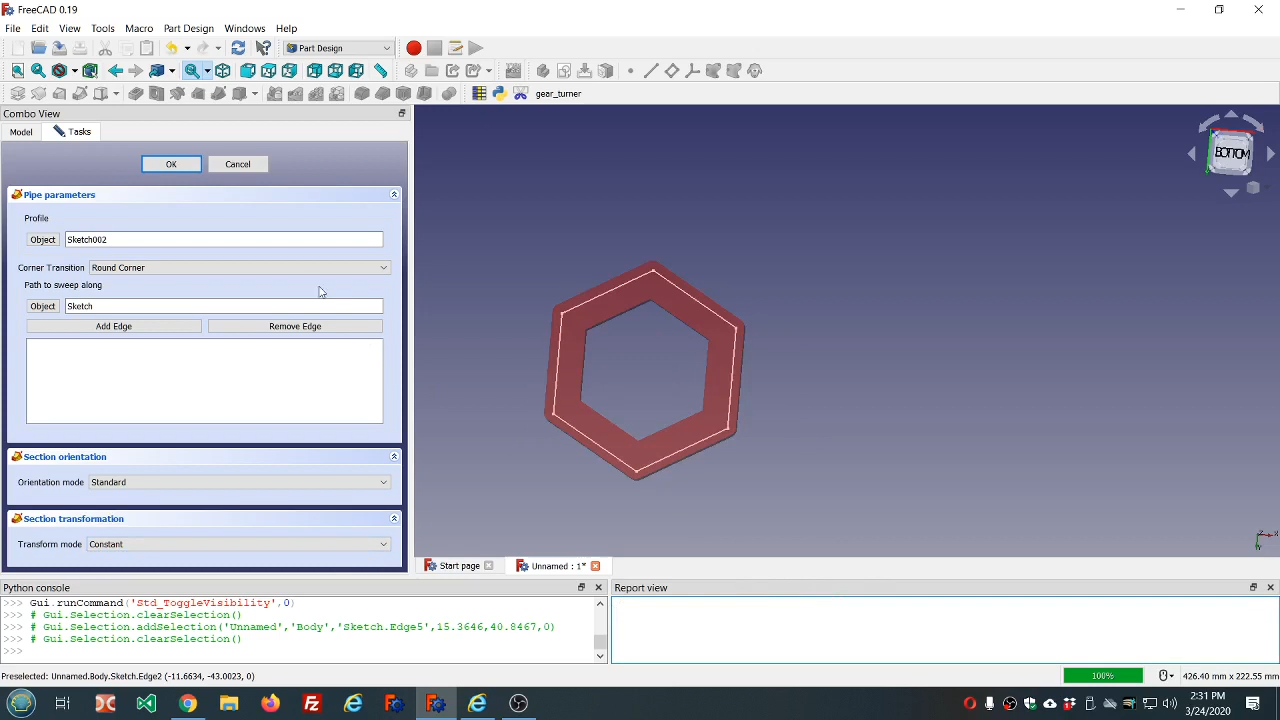 FreeCAD 0.19
File Edit View Tools Macro Part Design Windows Help
Part Design
gear_turner
Combo View
Model Tasks
OK Cancel
Pipe parameters
Profile
Object Sketch002
Corner Transition Round Corner
Path to sweep along
Object Sketch
Add Edge Remove Edge
Section orientation
Orientation mode Standard
Section transformation
Transform mode Constant
BOTTOM
Start page Unnamed : 1*
Python console
>>> Gui.runCommand('Std_ToggleVisibility',0)
>>> # Gui.Selection.clearSelection()
>>> # Gui.Selection.addSelection('Unnamed','Body','Sketch.Edge5',15.3646,40.8467,0)
>>> # Gui.Selection.clearSelection()
>>>
Report view
Preselected: Unnamed.Body.Sketch.Edge2 (-11.6634, -43.0023, 0)
100%
426.40 mm x 222.55 mm
2:31 PM
3/24/2020